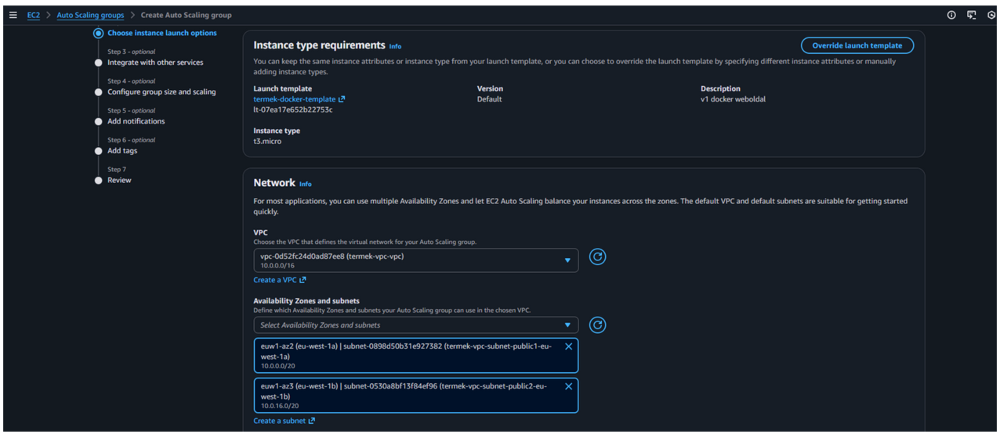 EC2 > Auto Scaling groups > Create Auto Scaling group
Choose instance launch options
Step 3 - optional
Integrate with other services
Step 4 - optional
Configure group size and scaling
Step 5 - optional
Add notifications
Step 6 - optional
Add tags
Step 7
Review
Instance type requirements Info
Override launch template
You can keep the same instance attributes or instance type from your launch template, or you can choose to override the launch template by specifying different instance attributes or manually
adding instance types.
Launch template
termek-docker-template
lt-07ea17e652b22753c
Version
Default
Description
v1 docker weboldal
Instance type
t3.micro
Network Info
For most applications, you can use multiple Availability Zones and let EC2 Auto Scaling balance your instances across the zones. The default VPC and default subnets are suitable for getting started
quickly.
VPC
Choose the VPC that defines the virtual network for your Auto Scaling group.
vpc-0d52fc24d0ad87ee8 (termek-vpc-vpc)
10.0.0.0/16
Create a VPC
Availability Zones and subnets
Define which Availability Zones and subnets your Auto Scaling group can use in the chosen VPC.
Select Availability Zones and subnets
euw1-az2 (eu-west-1a) | subnet-0898d50b31e927382 (termek-vpc-subnet-public1-eu-
west-1a)
10.0.0.0/20
euw1-az3 (eu-west-1b) | subnet-0530a8bf13f84ef96 (termek-vpc-subnet-public2-eu-
west-1b)
10.0.16.0/20
Create a subnet